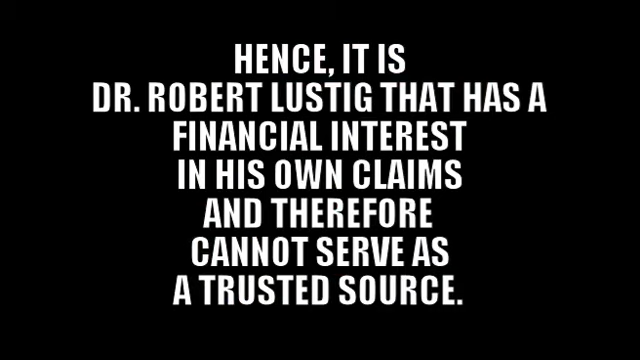 HENCE, IT IS
DR. ROBERT LUSTIG THAT HAS A
FINANCIAL INTEREST
IN HIS OWN CLAIMS
AND THEREFORE
CANNOT SERVE AS
A TRUSTED SOURCE.